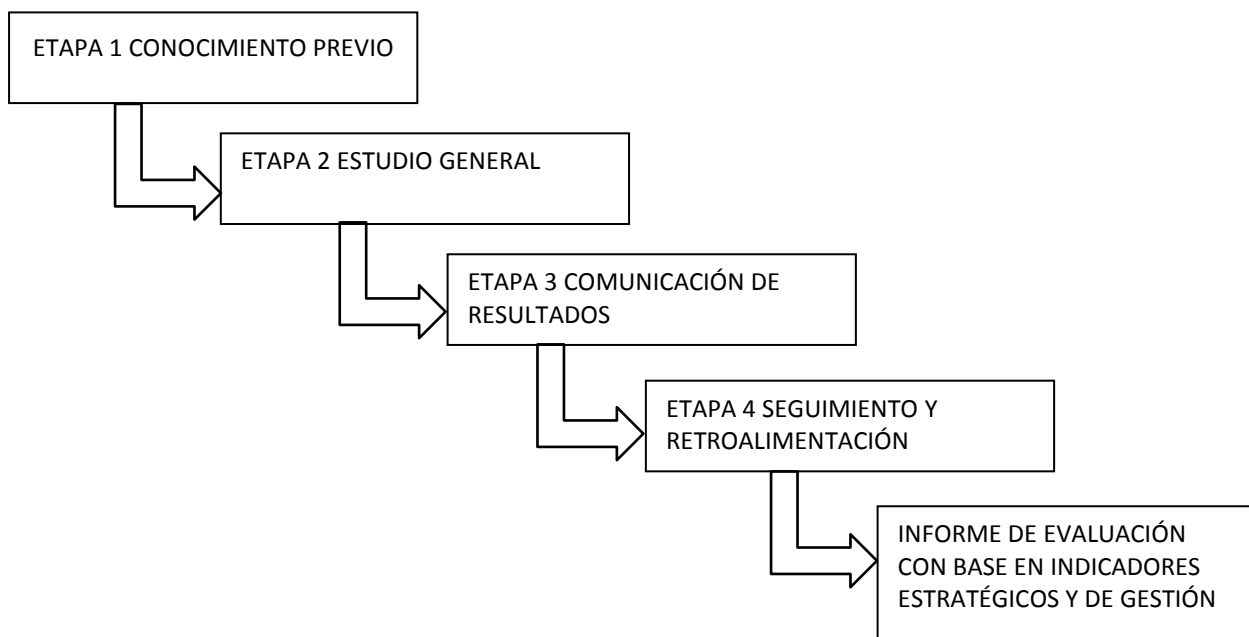 ETAPA 1 CONOCIMIENTO PREVIO
ETAPA 2 ESTUDIO GENERAL
ETAPA 3 COMUNICACIÓN DE
RESULTADOS
ETAPA 4 SEGUIMIENTO Y
RETROALIMENTACIÓN
INFORME DE EVALUACIÓN
CON BASE EN INDICADORES
ESTRATÉGICOS Y DE GESTIÓN